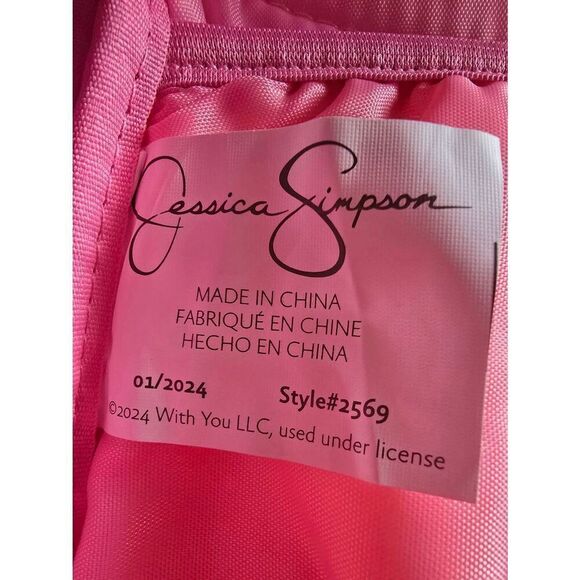 Jessica Simpson
MADE IN CHINA
FABRIQUÉ EN CHINE
HECHO EN CHINA
01/2024 Style#2569
©2024 With You LLC, used under license